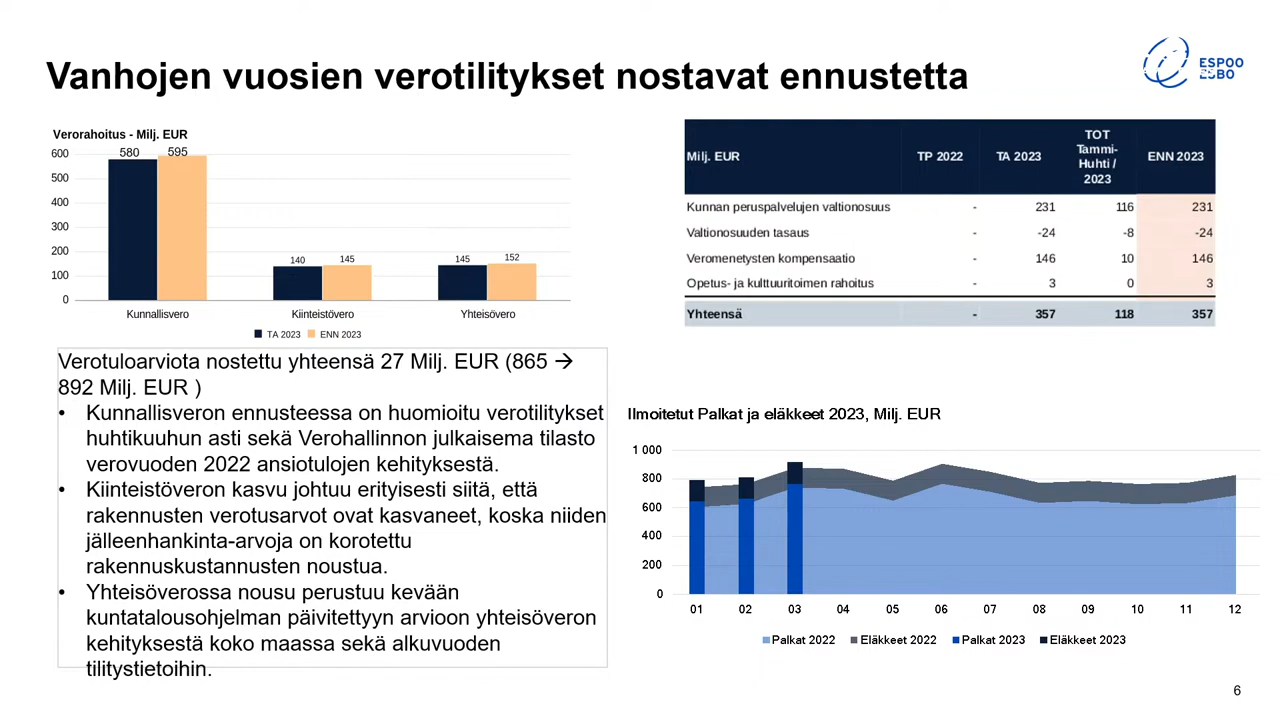 Vanhojen vuosien verotilitykset nostavat ennustetta
ESPOO
ESBO
Verorahoitus - Milj. EUR
600
500
400
300
200
100
0
580
595
140
145
145
152
Kunnallisvero
Kiinteistövero
Yhteisövero
TA 2023
ENN 2023
Milj. EUR TP 2022 TA 2023 TOT Tammi-Huhti / 2023 ENN 2023
Kunnan peruspalvelujen valtionosuus - 231 116 231
Valtionosuuden tasaus - -24 -8 -24
Veromenetysten kompensaatio - 146 10 146
Opetus- ja kulttuuritoimen rahoitus - 3 0 3
Yhteensä - 357 118 357
Verotuloarviota nostettu yhteensä 27 Milj. EUR (865 →
892 Milj. EUR )
• Kunnallisveron ennusteessa on huomioitu verotilitykset
huhtikuuhun asti sekä Verohallinnon julkaisema tilasto
verovuoden 2022 ansiotulojen kehityksestä.
• Kiinteistöveron kasvu johtuu erityisesti siitä, että
rakennusten verotusarvot ovat kasvaneet, koska niiden
jälleenhankinta-arvoja on korotettu
rakennuskustannusten noustua.
• Yhteisöverossa nousu perustuu kevään
kuntatalousohjelman päivitettyyn arvioon yhteisöveron
kehityksestä koko maassa sekä alkuvuoden
tilitystietoihin.
Ilmoitetut Palkat ja eläkkeet 2023, Milj. EUR
1 000
800
600
400
200
0
01 02 03 04 05 06 07 08 09 10 11 12
Palkat 2022 Eläkkeet 2022 Palkat 2023 Eläkkeet 2023
6